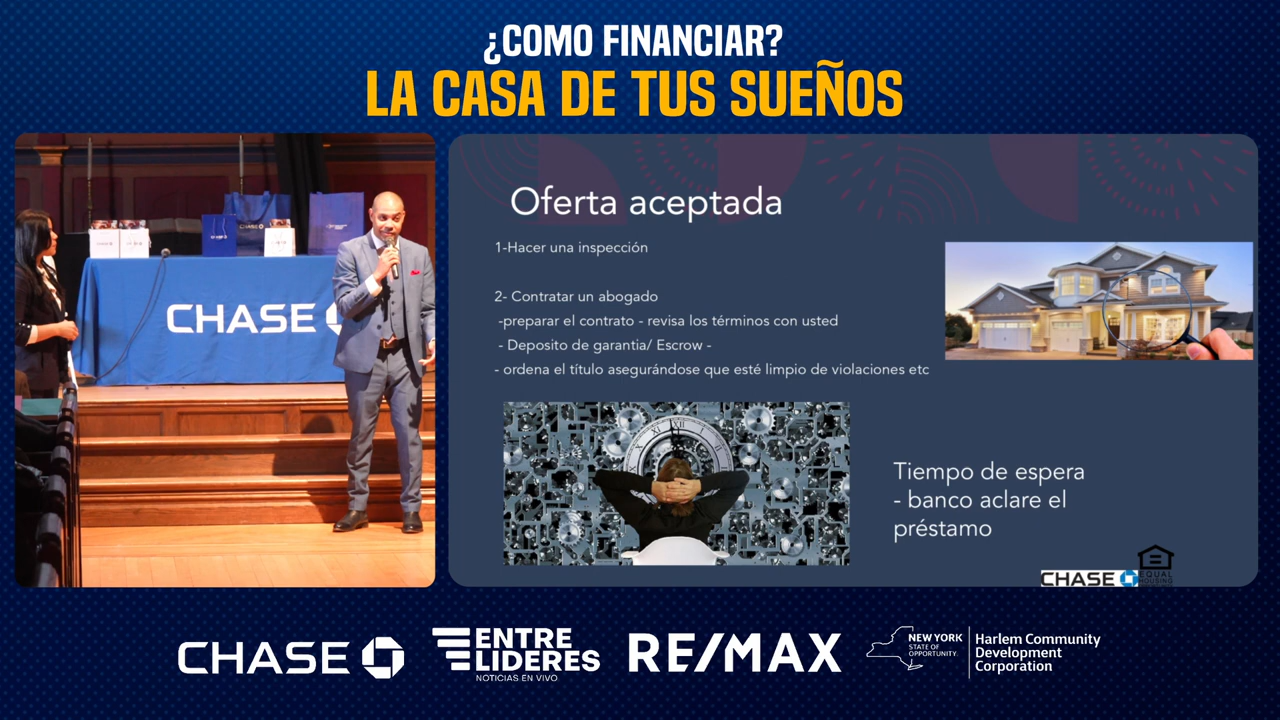 ¿COMO FINANCIAR?
LA CASA DE TUS SUEÑOS
CHASE
CHASE
Oferta aceptada
1-Hacer una inspección
2- Contratar un abogado
-preparar el contrato - revisa los términos con usted
- Deposito de garantia/ Escrow -
- ordena el título asegurándose que esté limpio de violaciones etc
Tiempo de espera
- banco aclare el
préstamo
CHASE
EQUAL
HOUSING
CHASE
ENTRE
LIDERES
NOTICIAS EN VIVO
RE/MAX
NEW YORK
STATE OF
OPPORTUNITY.
Harlem Community
Development
Corporation